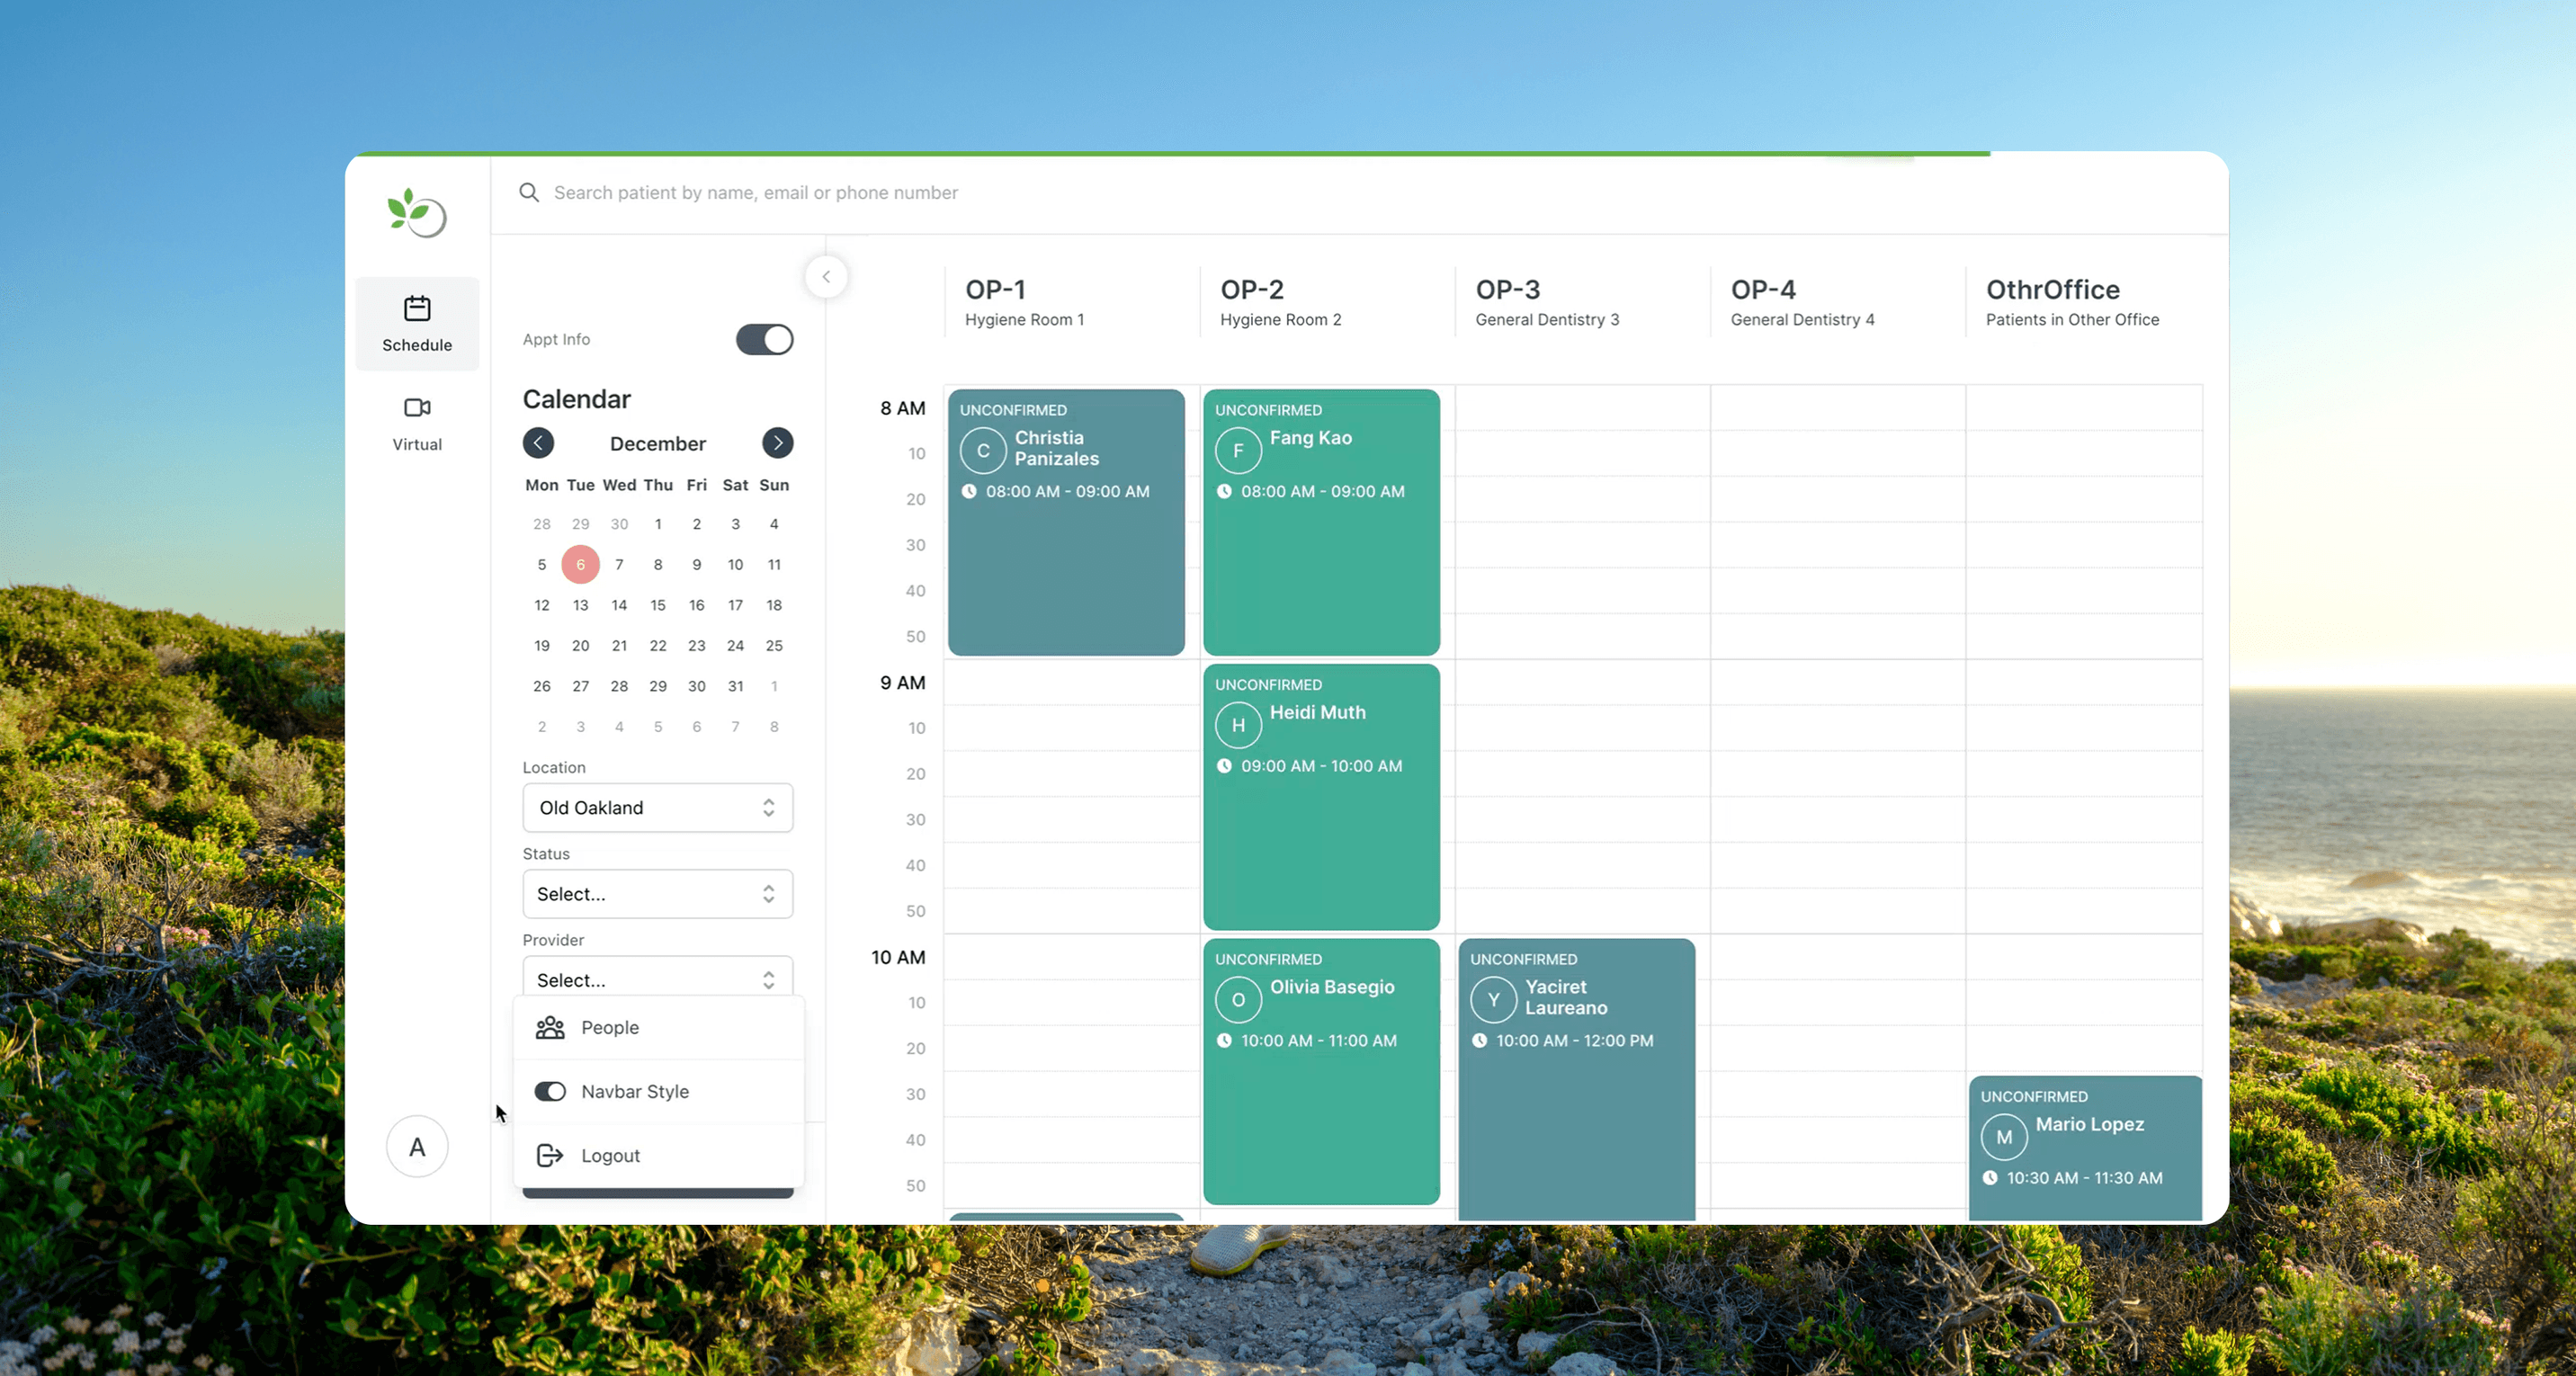 Search patient by name, email or phone number
Schedule
Virtual
A
Appt Info
Calendar
December
Mon Tue Wed Thu Fri Sat Sun
28 29 30 1 2 3 4
5 6 7 8 9 10 11
12 13 14 15 16 17 18
19 20 21 22 23 24 25
26 27 28 29 30 31 1
2 3 4 5 6 7 8
Location
Old Oakland
Status
Select...
Provider
Select...
People
Navbar Style
Logout
OP-1
Hygiene Room 1
OP-2
Hygiene Room 2
OP-3
General Dentistry 3
OP-4
General Dentistry 4
OthrOffice
Patients in Other Office
8 AM
10
20
30
40
50
9 AM
10
20
30
40
50
10 AM
10
20
30
40
50
UNCONFIRMED
C
Christia
Panizales
08:00 AM - 09:00 AM
UNCONFIRMED
F
Fang Kao
08:00 AM - 09:00 AM
UNCONFIRMED
H
Heidi Muth
09:00 AM - 10:00 AM
UNCONFIRMED
O
Olivia Basegio
10:00 AM - 11:00 AM
UNCONFIRMED
Y
Yaciret
Laureano
10:00 AM - 12:00 PM
UNCONFIRMED
M
Mario Lopez
10:30 AM - 11:30 AM